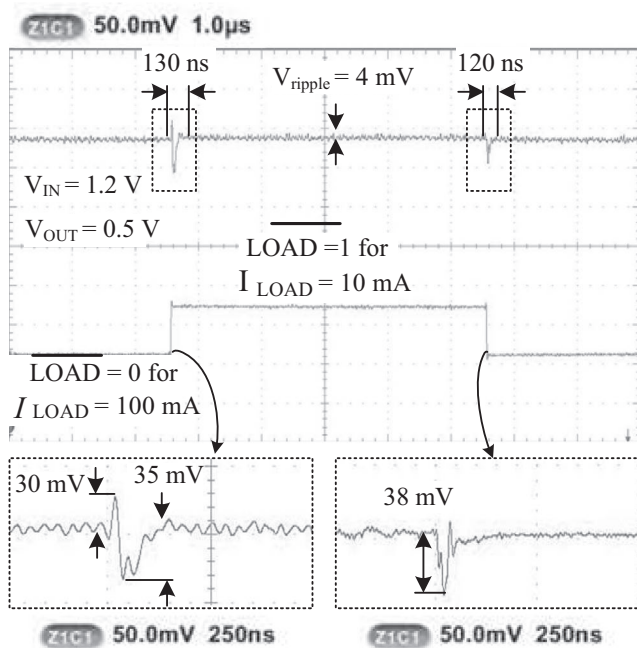 Z1C1 50.0mV 1.0μs
130 ns
V_ripple = 4 mV
120 ns
V_IN = 1.2 V
V_OUT = 0.5 V
LOAD =1 for
I LOAD = 10 mA
LOAD = 0 for
I LOAD = 100 mA
30 mV
35 mV
38 mV
Z1C1 50.0mV 250ns
Z1C1 50.0mV 250ns